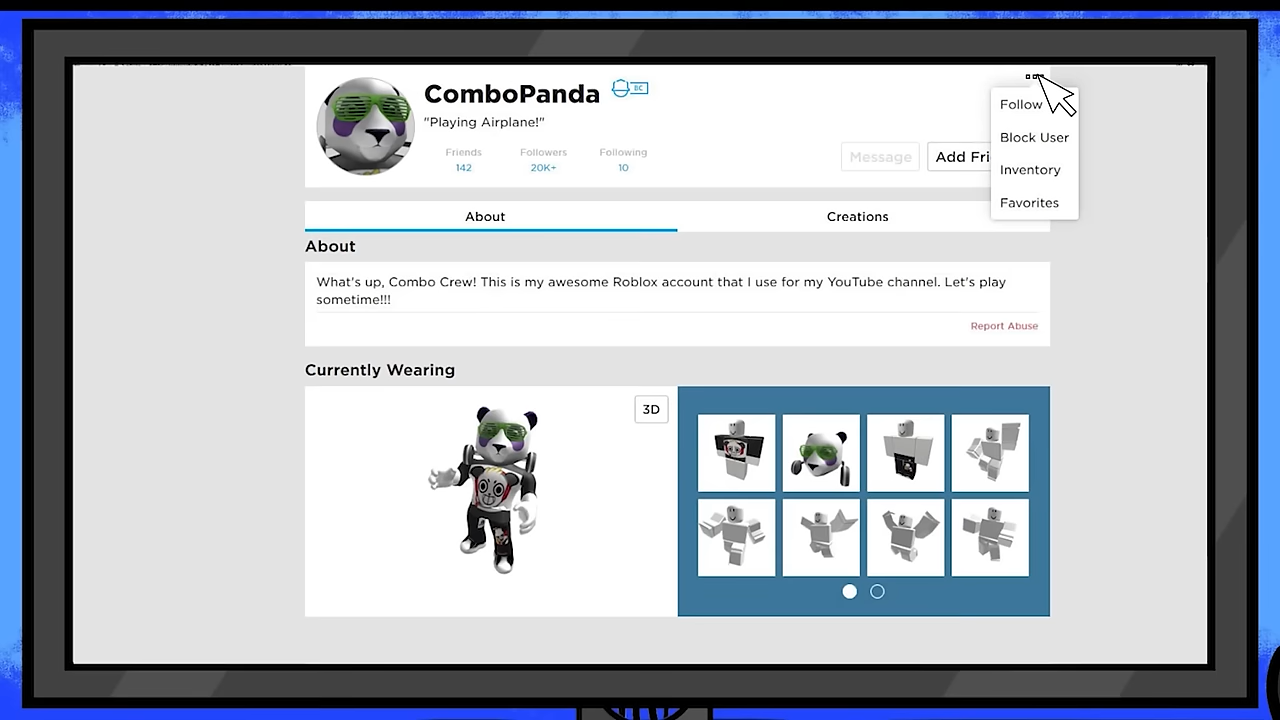 ComboPanda BC
"Playing Airplane!"
Friends Followers Following
142 20K+ 10
Message Add Fri
Follow
Block User
Inventory
Favorites
About Creations
About
What's up, Combo Crew! This is my awesome Roblox account that I use for my YouTube channel. Let's play
sometime!!!
Report Abuse
Currently Wearing
3D